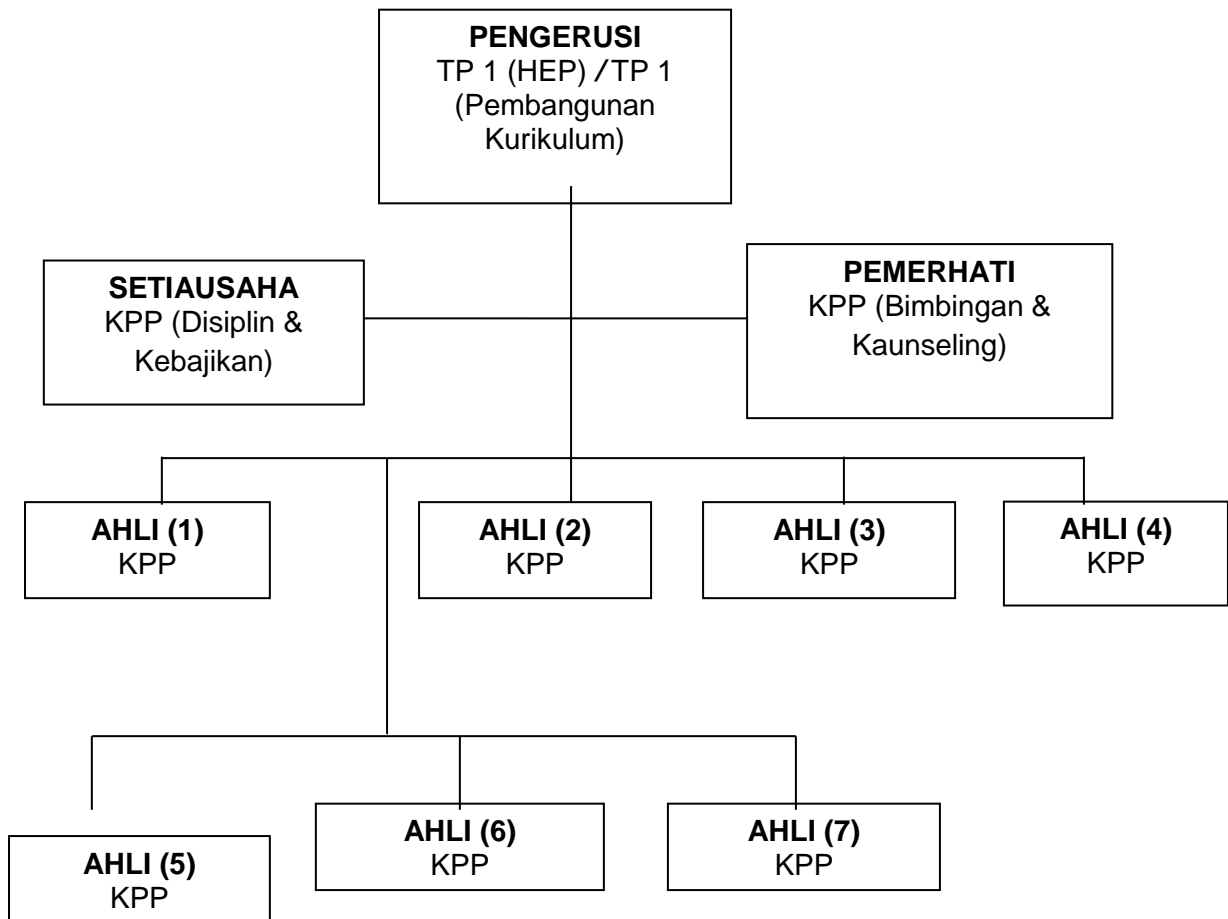 PENGERUSI
TP 1 (HEP) /TP 1
(Pembangunan
Kurikulum)
SETIAUSAHA
KPP (Disiplin &
Kebajikan)
PEMERHATI
KPP (Bimbingan &
Kaunseling)
AHLI (1)
KPP
AHLI (2)
KPP
AHLI (3)
KPP
AHLI (4)
KPP
AHLI (5)
KPP
AHLI (6)
KPP
AHLI (7)
KPP